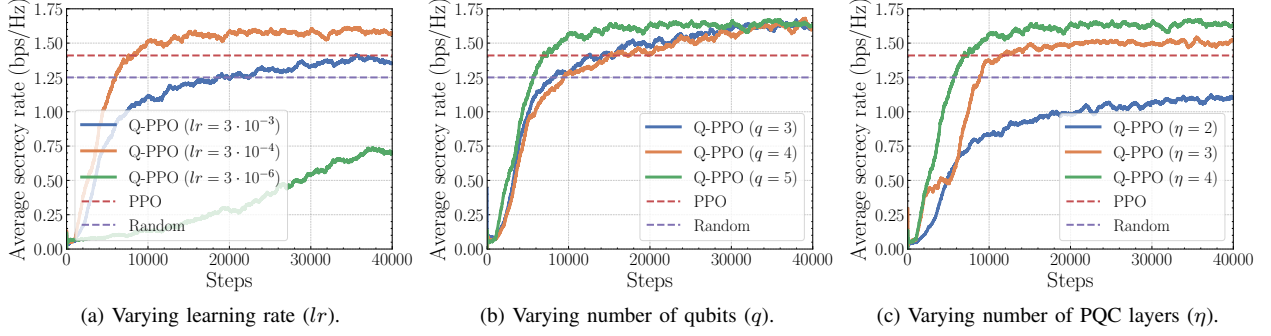 Average secrecy rate (bps/Hz)
1.75
1.50
1.25
1.00
0.75
0.50
0.25
0.00
Q-PPO (lr = 3 · 10⁻³)
Q-PPO (lr = 3 · 10⁻⁴)
Q-PPO (lr = 3 · 10⁻⁶)
PPO
Random
0 10000 20000 30000 40000
Steps
(a) Varying learning rate (lr).
Average secrecy rate (bps/Hz)
1.75
1.50
1.25
1.00
0.75
0.50
0.25
0.00
Q-PPO (q = 3)
Q-PPO (q = 4)
Q-PPO (q = 5)
PPO
Random
0 10000 20000 30000 40000
Steps
(b) Varying number of qubits (q).
Average secrecy rate (bps/Hz)
1.75
1.50
1.25
1.00
0.75
0.50
0.25
0.00
Q-PPO (η = 2)
Q-PPO (η = 3)
Q-PPO (η = 4)
PPO
Random
0 10000 20000 30000 40000
Steps
(c) Varying number of PQC layers (η).